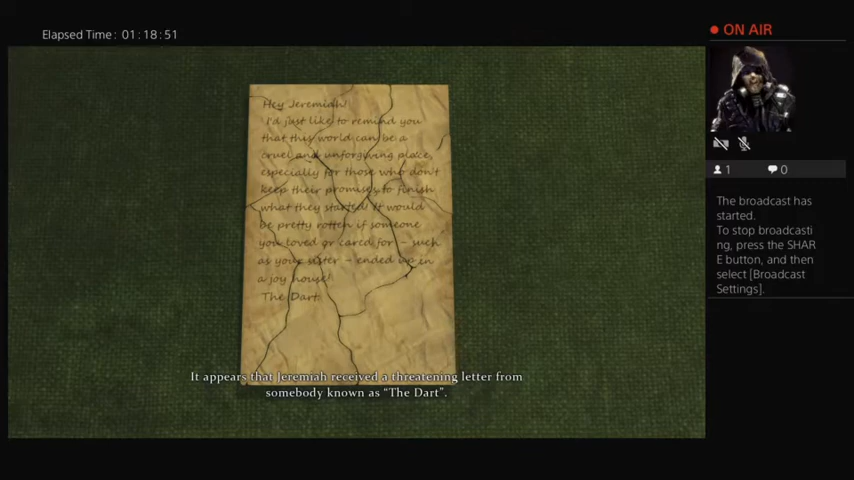 Elapsed Time : 01:18:51
ON AIR
Hey Jeremiah!
I'd just like to remind you
that this world can be a
cruel and unforgiving place,
especially for those who don't
keep their promises to finish
what they started! It would
be pretty rotten if someone
you loved or cared for - such
as your sister - ended up in
a joy house!
The Dart.
It appears that Jeremiah received a threatening letter from
somebody known as “The Dart”.
1
0
The broadcast has
started.
To stop broadcasti
ng, press the SHAR
E button, and then
select [Broadcast
Settings].